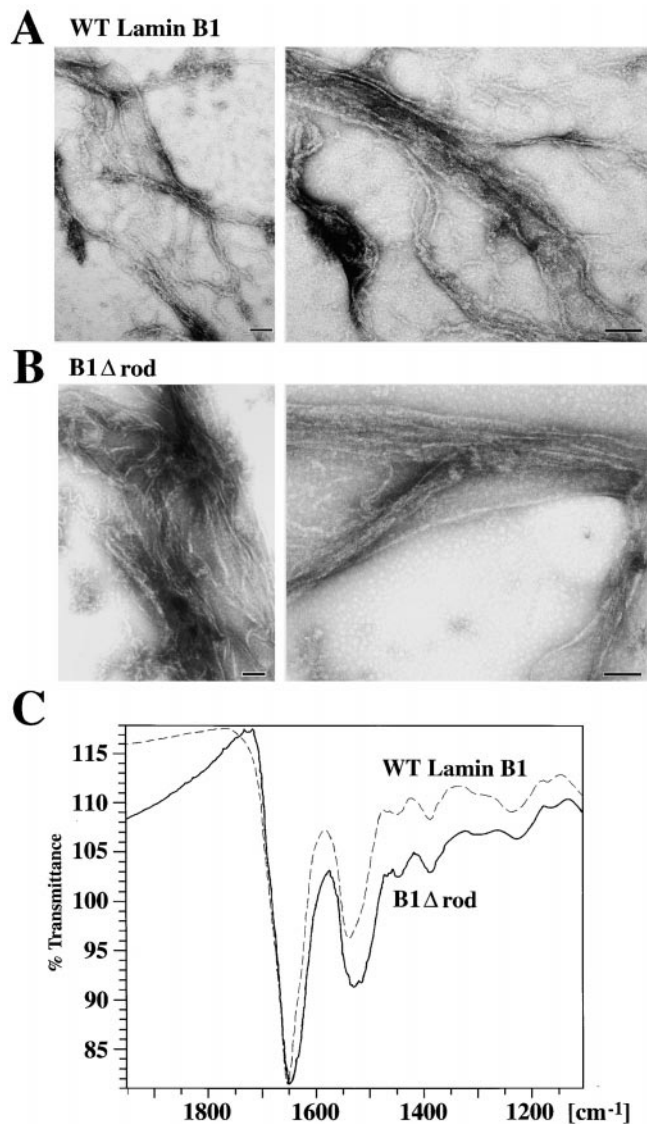 A WT Lamin B1
B B1Δ rod
C
115
110
105
100
95
90
85
% Transmittance
WT Lamin B1
B1Δ rod
1800 1600 1400 1200 [cm⁻¹]